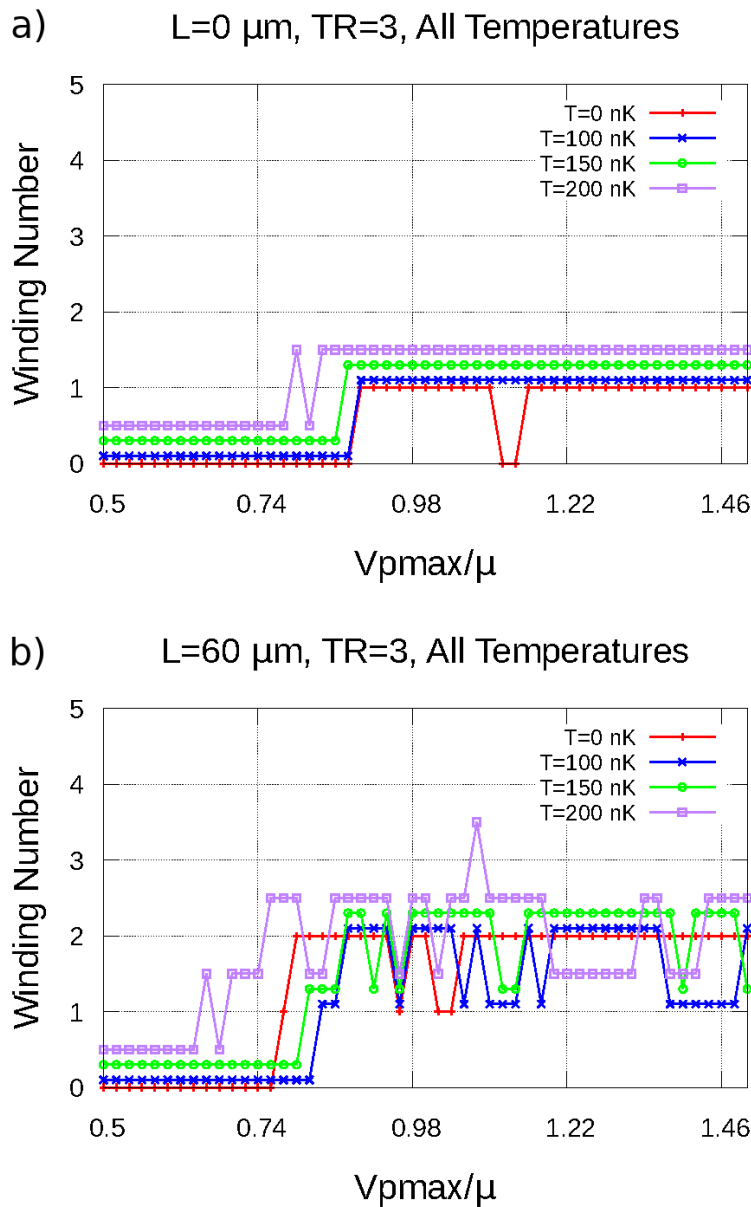 a) L=0 μm, TR=3, All Temperatures
5
4
3
2
1
0
Winding Number
T=0 nK
T=100 nK
T=150 nK
T=200 nK
0.5 0.74 0.98 1.22 1.46
Vpmax/μ
b) L=60 μm, TR=3, All Temperatures
5
4
3
2
1
0
Winding Number
T=0 nK
T=100 nK
T=150 nK
T=200 nK
0.5 0.74 0.98 1.22 1.46
Vpmax/μ